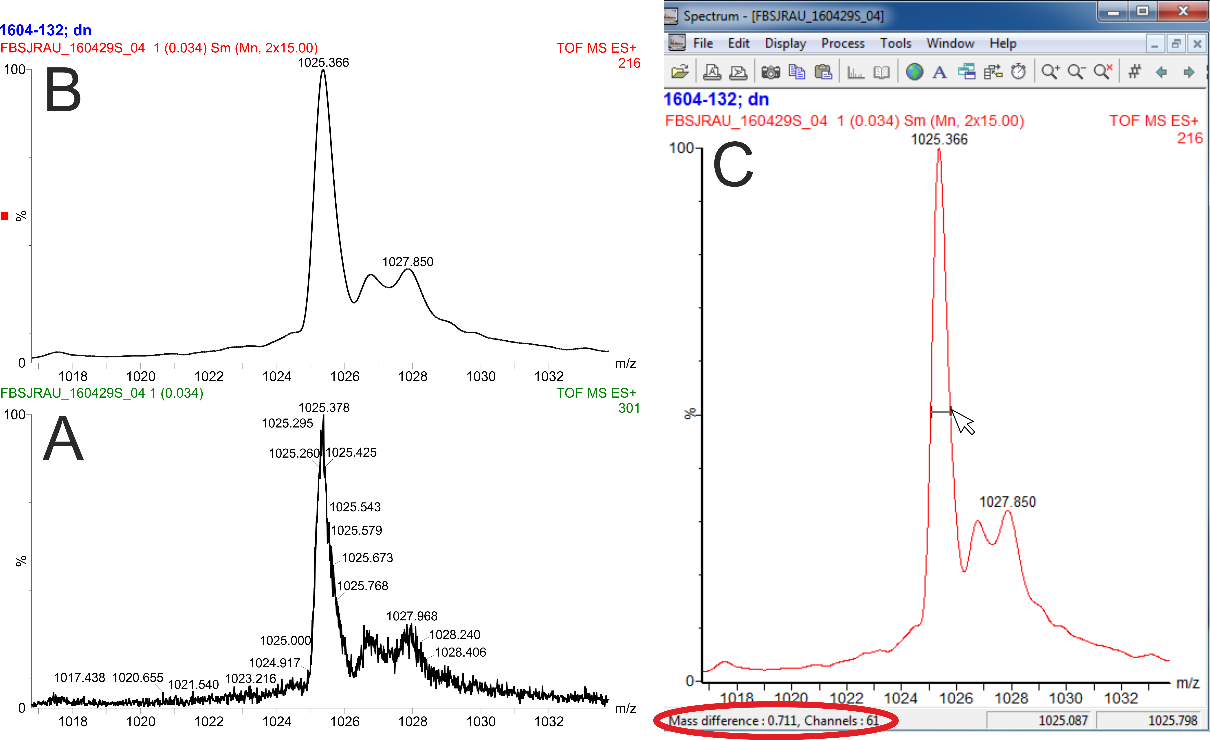 1604-132; dn
FBSJRAU_160429S_04 1 (0.034) Sm (Mn, 2x15.00)
TOF MS ES+
216
B
1025.366
100
1027.850
%
0
m/z
1018 1020 1022 1024 1026 1028 1030 1032
FBSJRAU_160429S_04 1 (0.034)
TOF MS ES+
301
A
1025.378
100
1025.295
1025.260
1025.425
1025.543
1025.579
%
1025.673
1025.768
1027.968
1025.000
1028.240
1024.917
1028.406
1017.438
1020.655
1021.540
1023.216
0
m/z
1018 1020 1022 1024 1026 1028 1030 1032
Spectrum - [FBSJRAU_160429S_04]
File Edit Display Process Tools Window Help
1604-132; dn
FBSJRAU_160429S_04 1 (0.034) Sm (Mn, 2x15.00)
TOF MS ES+
216
C
1025.366
100
%
1027.850
0
m/z
1018 1020 1022 1024 1026 1028 1030 1032
Mass difference : 0.711, Channels : 61
1025.087
1025.798